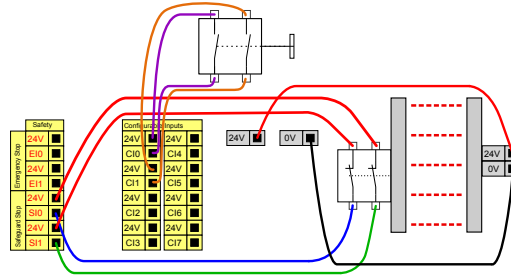 Safety
Emergency Stop
24V
EI0
24V
EI1
Safeguard Stop
24V
SI0
24V
SI1
Configurable Inputs
24V 24V
CI0 CI4
24V 24V
CI1 CI5
24V 24V
CI2 CI6
24V 24V
CI3 CI7
24V
0V
24V
0V